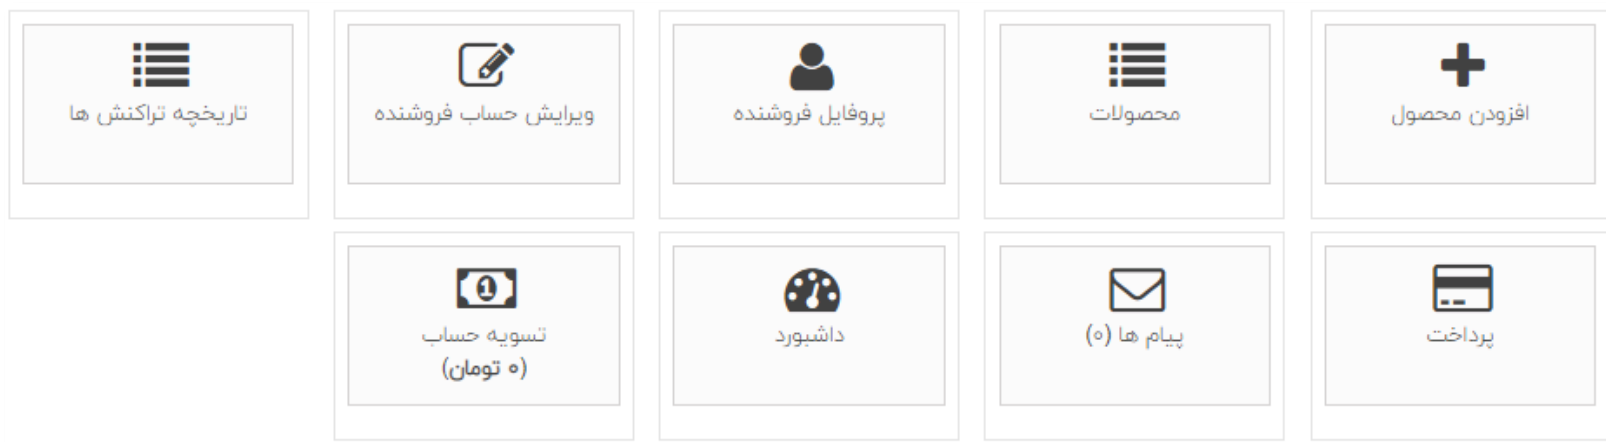 افزودن محصول
محصولات
پروفایل فروشنده
ویرایش حساب فروشنده
تاریخچه تراکنش ها
پرداخت
پیام ها (۰)
داشبورد
تسویه حساب
(۰ تومان)